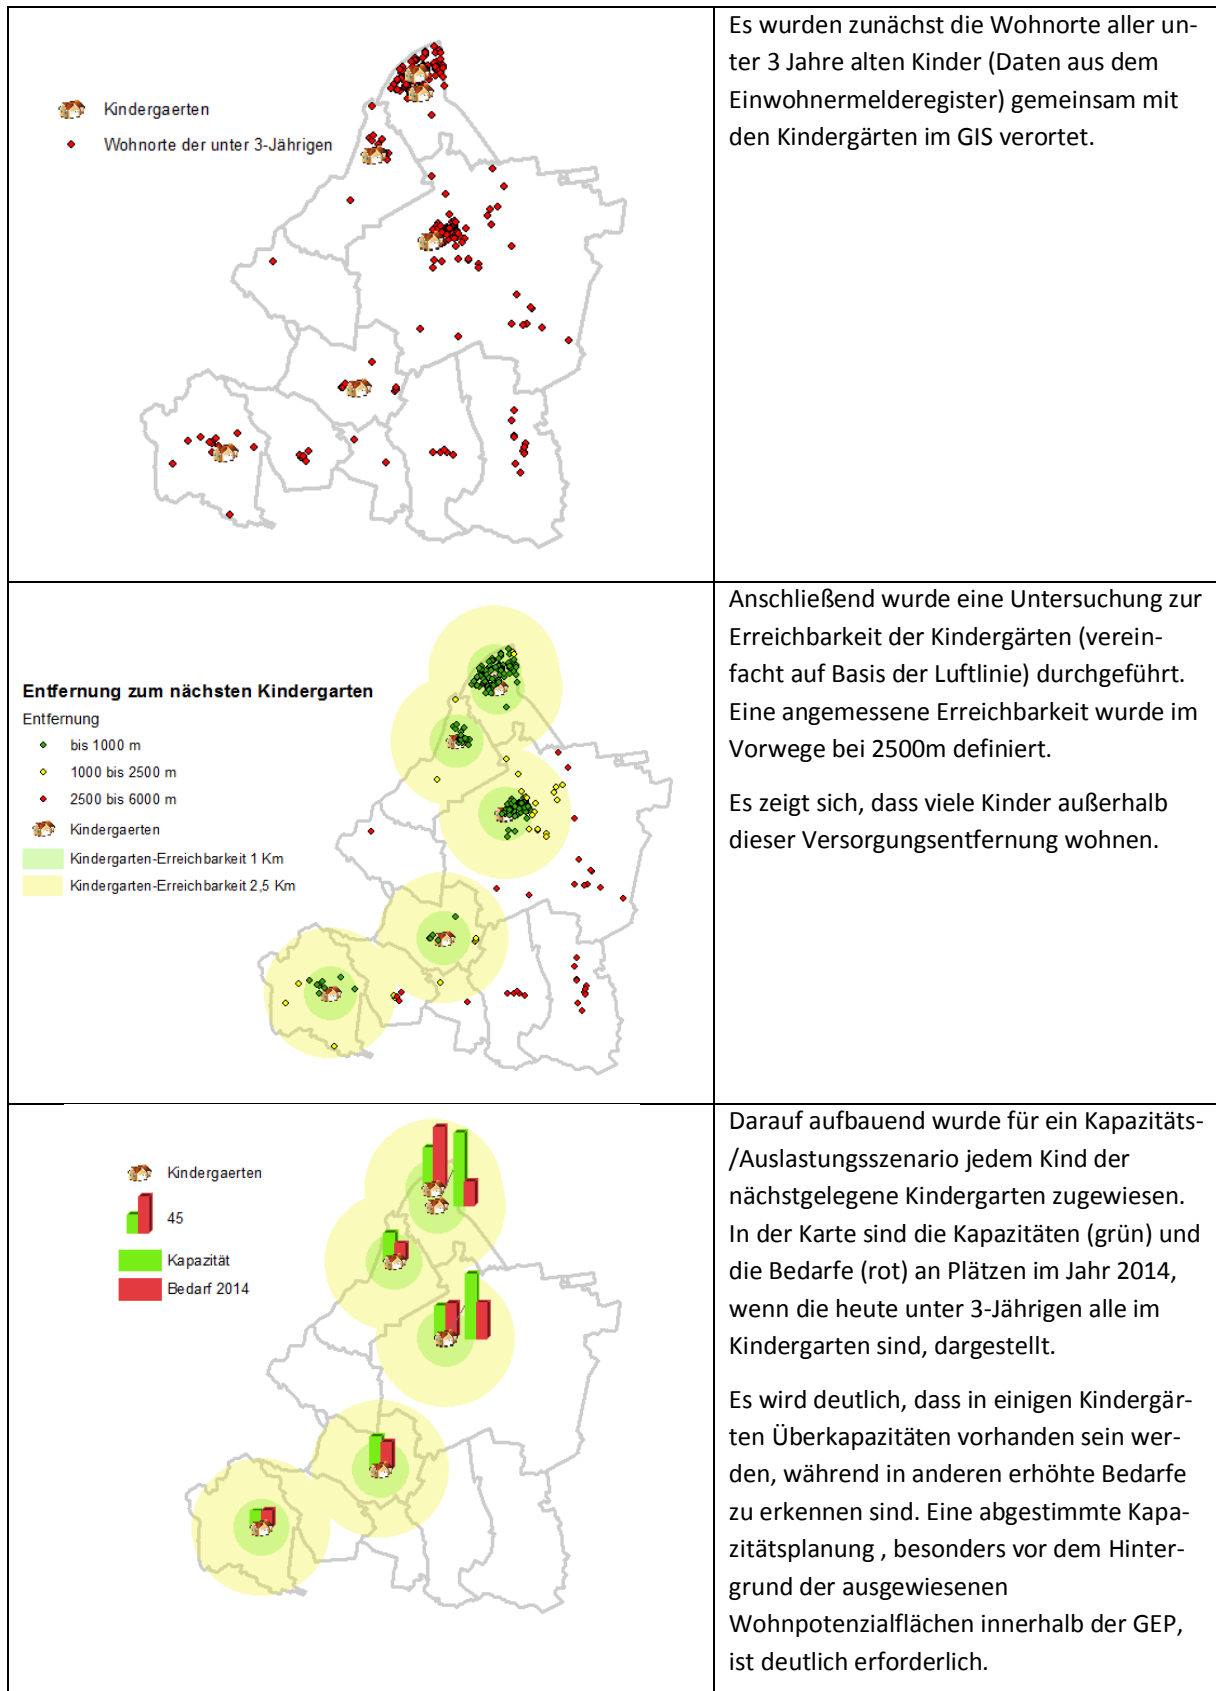 Kindergaerten
Wohnorte der unter 3-Jährigen
Es wurden zunächst die Wohnorte aller un-
ter 3 Jahre alten Kinder (Daten aus dem
Einwohnermelderegister) gemeinsam mit
den Kindergärten im GIS verortet.
Entfernung zum nächsten Kindergarten
Entfernung
bis 1000 m
1000 bis 2500 m
2500 bis 6000 m
Kindergaerten
Kindergarten-Erreichbarkeit 1 Km
Kindergarten-Erreichbarkeit 2,5 Km
Anschließend wurde eine Untersuchung zur
Erreichbarkeit der Kindergärten (verein-
facht auf Basis der Luftlinie) durchgeführt.
Eine angemessene Erreichbarkeit wurde im
Vorwege bei 2500m definiert.
Es zeigt sich, dass viele Kinder außerhalb
dieser Versorgungsentfernung wohnen.
Kindergaerten
45
Kapazität
Bedarf 2014
Darauf aufbauend wurde für ein Kapazitäts-
/Auslastungsszenario jedem Kind der
nächstgelegene Kindergarten zugewiesen.
In der Karte sind die Kapazitäten (grün) und
die Bedarfe (rot) an Plätzen im Jahr 2014,
wenn die heute unter 3-Jährigen alle im
Kindergarten sind, dargestellt.
Es wird deutlich, dass in einigen Kindergär-
ten Überkapazitäten vorhanden sein wer-
den, während in anderen erhöhte Bedarfe
zu erkennen sind. Eine abgestimmte Kapa-
zitätsplanung , besonders vor dem Hinter-
grund der ausgewiesenen
Wohnpotenzialflächen innerhalb der GEP,
ist deutlich erforderlich.